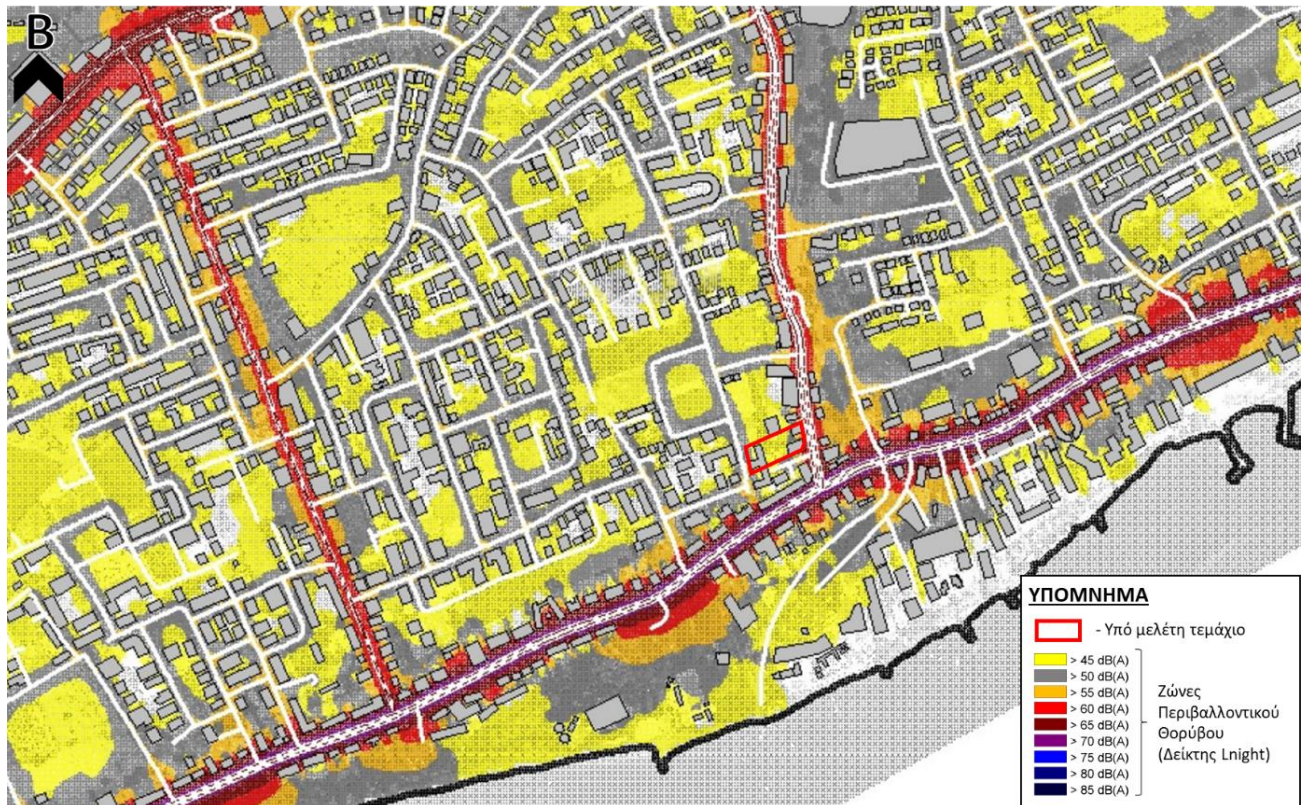 Β
ΥΠΟΜΝΗΜΑ
- Υπό μελέτη τεμάχιο
> 45 dB(A)
> 50 dB(A)
> 55 dB(A)
> 60 dB(A)
> 65 dB(A)
> 70 dB(A)
> 75 dB(A)
> 80 dB(A)
> 85 dB(A)
Ζώνες
Περιβαλλοντικού
Θορύβου
(Δείκτης Lnight)